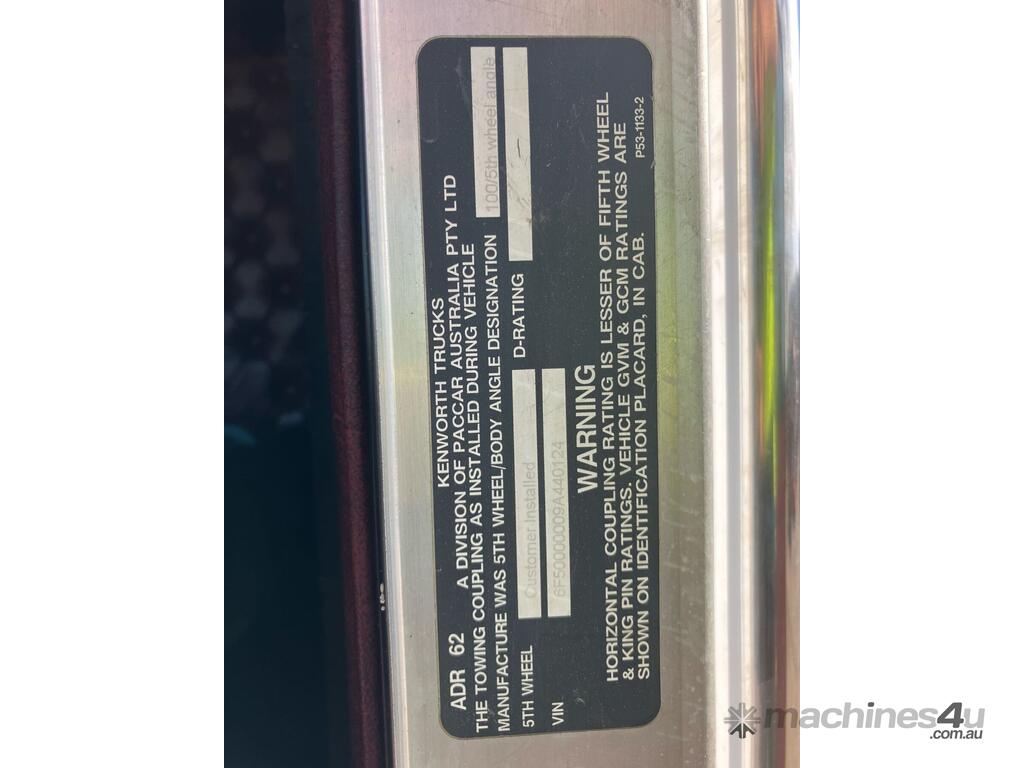 ADR 62
KENWORTH TRUCKS
A DIVISION OF PACCAR AUSTRALIA PTY LTD
THE TOWING COUPLING AS INSTALLED DURING VEHICLE
MANUFACTURE WAS 5TH WHEEL/BODY ANGLE DESIGNATION 100/5th wheel angle
5TH WHEEL Customer Installed D-RATING
VIN 6F50000009A440124
WARNING
HORIZONTAL COUPLING RATING IS LESSER OF FIFTH WHEEL
& KING PIN RATINGS. VEHICLE GVM & GCM RATINGS ARE
SHOWN ON IDENTIFICATION PLACARD, IN CAB.
P53-1133-2
machines4u
.com.au